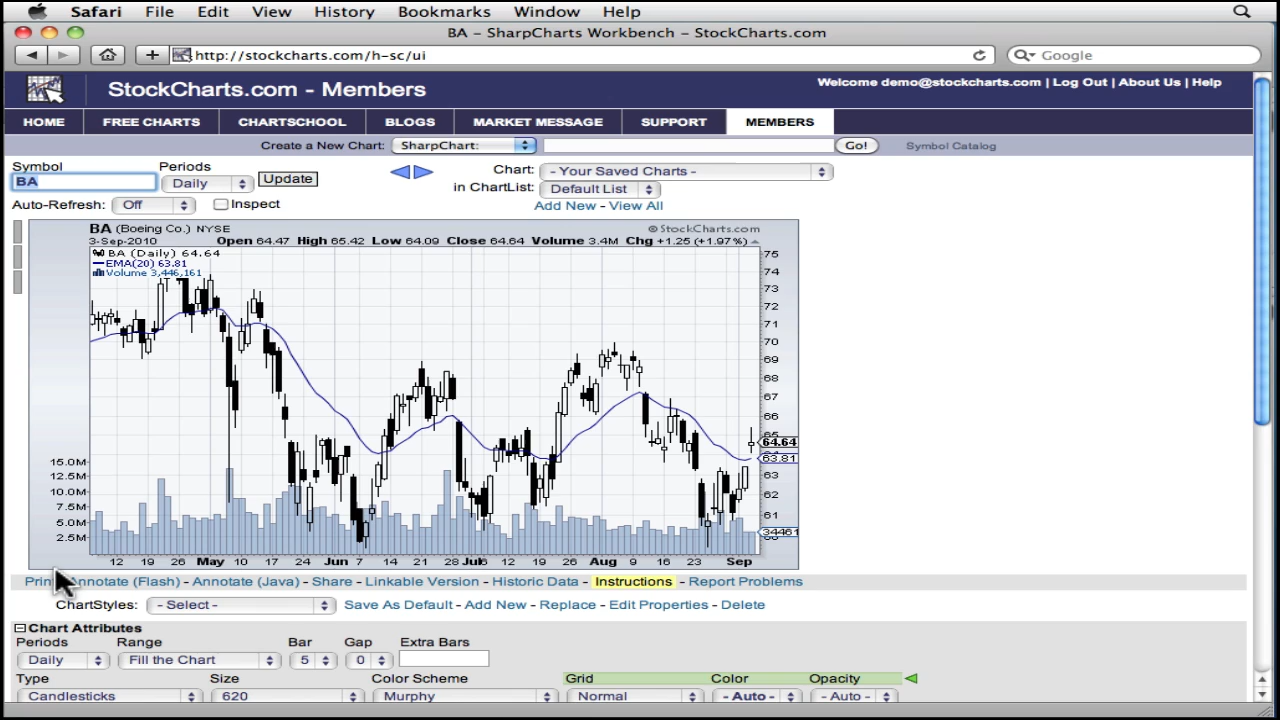 Safari File Edit View History Bookmarks Window Help
BA – SharpCharts Workbench – StockCharts.com
http://stockcharts.com/h-sc/ui Google
StockCharts.com - Members
Welcome demo@stockcharts.com | Log Out | About Us | Help
HOME FREE CHARTS CHARTSCHOOL BLOGS MARKET MESSAGE SUPPORT MEMBERS
Create a New Chart: SharpChart: Go! Symbol Catalog
Symbol Periods Chart: - Your Saved Charts -
BA Daily Update in ChartList: Default List
Auto-Refresh: Off Inspect Add New - View All
BA (Boeing Co.) NYSE © StockCharts.com
3-Sep-2010 Open 64.47 High 65.42 Low 64.09 Close 64.64 Volume 3.4M Chg +1.25 (+1.97%)
BA (Daily) 64.64
EMA(20) 63.81
Volume 3,446,161
75
74
73
72
71
70
69
68
67
66
64.64
63.81
63
62
61
34461
15.0M
12.5M
10.0M
7.5M
5.0M
2.5M
12 19 26 May 10 17 24 Jun 7 14 21 28 Jul 12 19 26 Aug 9 16 23 Sep
Annotate (Flash) - Annotate (Java) - Share - Linkable Version - Historic Data - Instructions - Report Problems
ChartStyles: - Select - Save As Default - Add New - Replace - Edit Properties - Delete
Chart Attributes
Periods Range Bar Gap Extra Bars
Daily Fill the Chart 5 0
Type Size Color Scheme Grid Color Opacity
Candlesticks 620 Murphy Normal - Auto - - Auto -